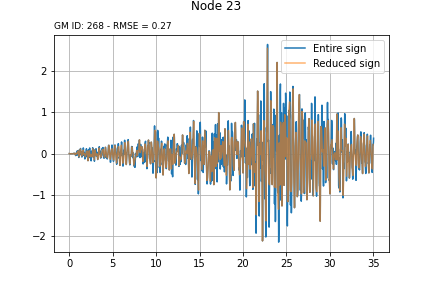 Node 23
GM ID: 268 - RMSE = 0.27
Entire sign
Reduced sign
2
1
0
−1
−2
0 5 10 15 20 25 30 35